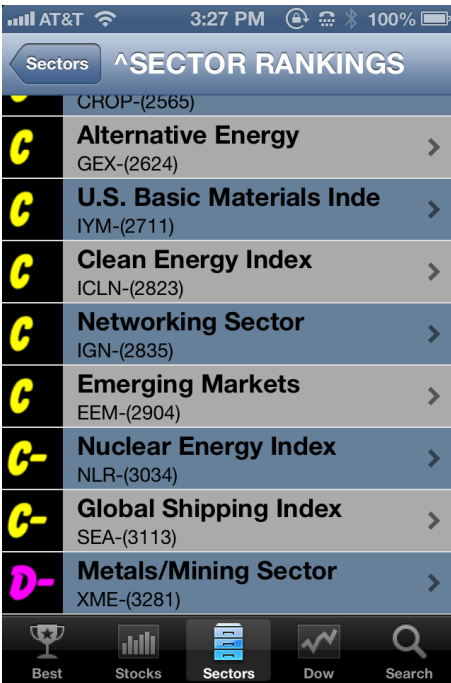 AT&T 3:27 PM 100%
Sectors ^SECTOR RANKINGS
CROP-(2565)
C Alternative Energy
GEX-(2624)
C U.S. Basic Materials Inde
IYM-(2711)
C Clean Energy Index
ICLN-(2823)
C Networking Sector
IGN-(2835)
C Emerging Markets
EEM-(2904)
C- Nuclear Energy Index
NLR-(3034)
C- Global Shipping Index
SEA-(3113)
D- Metals/Mining Sector
XME-(3281)
Best Stocks Sectors Dow Search